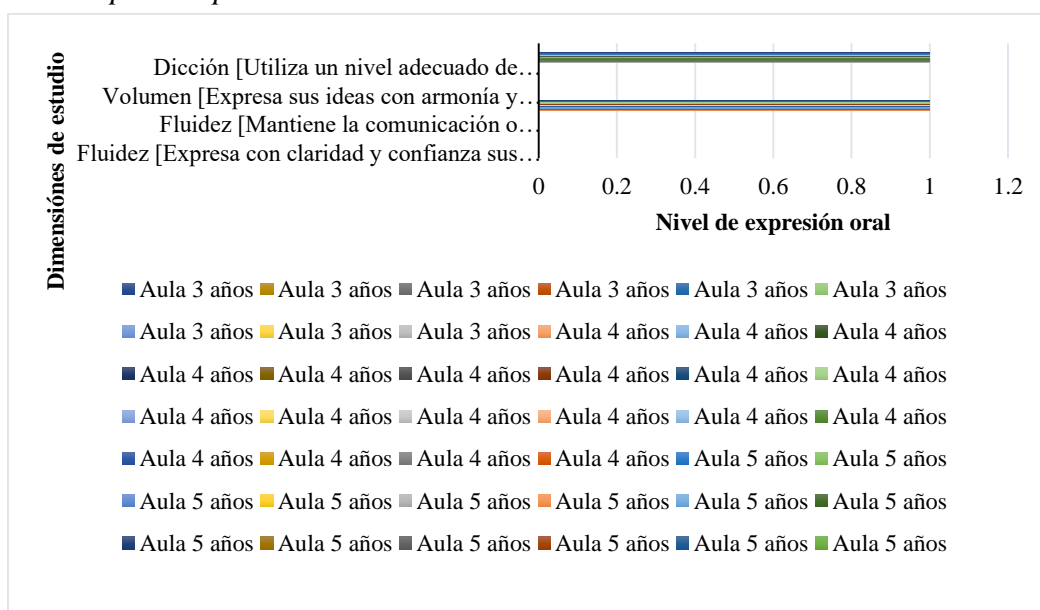 Dimensiónes de estudio
Dicción [Utiliza un nivel adecuado de…
Volumen [Expresa sus ideas con armonía y…
Fluidez [Mantiene la comunicación o…
Fluidez [Expresa con claridad y confianza sus…
0 0.2 0.4 0.6 0.8 1 1.2
Nivel de expresión oral
Aula 3 años Aula 3 años Aula 3 años Aula 3 años Aula 3 años Aula 3 años
Aula 3 años Aula 3 años Aula 3 años Aula 4 años Aula 4 años Aula 4 años
Aula 4 años Aula 4 años Aula 4 años Aula 4 años Aula 4 años Aula 4 años
Aula 4 años Aula 4 años Aula 4 años Aula 4 años Aula 4 años Aula 4 años
Aula 4 años Aula 4 años Aula 4 años Aula 4 años Aula 5 años Aula 5 años
Aula 5 años Aula 5 años Aula 5 años Aula 5 años Aula 5 años Aula 5 años
Aula 5 años Aula 5 años Aula 5 años Aula 5 años Aula 5 años Aula 5 años